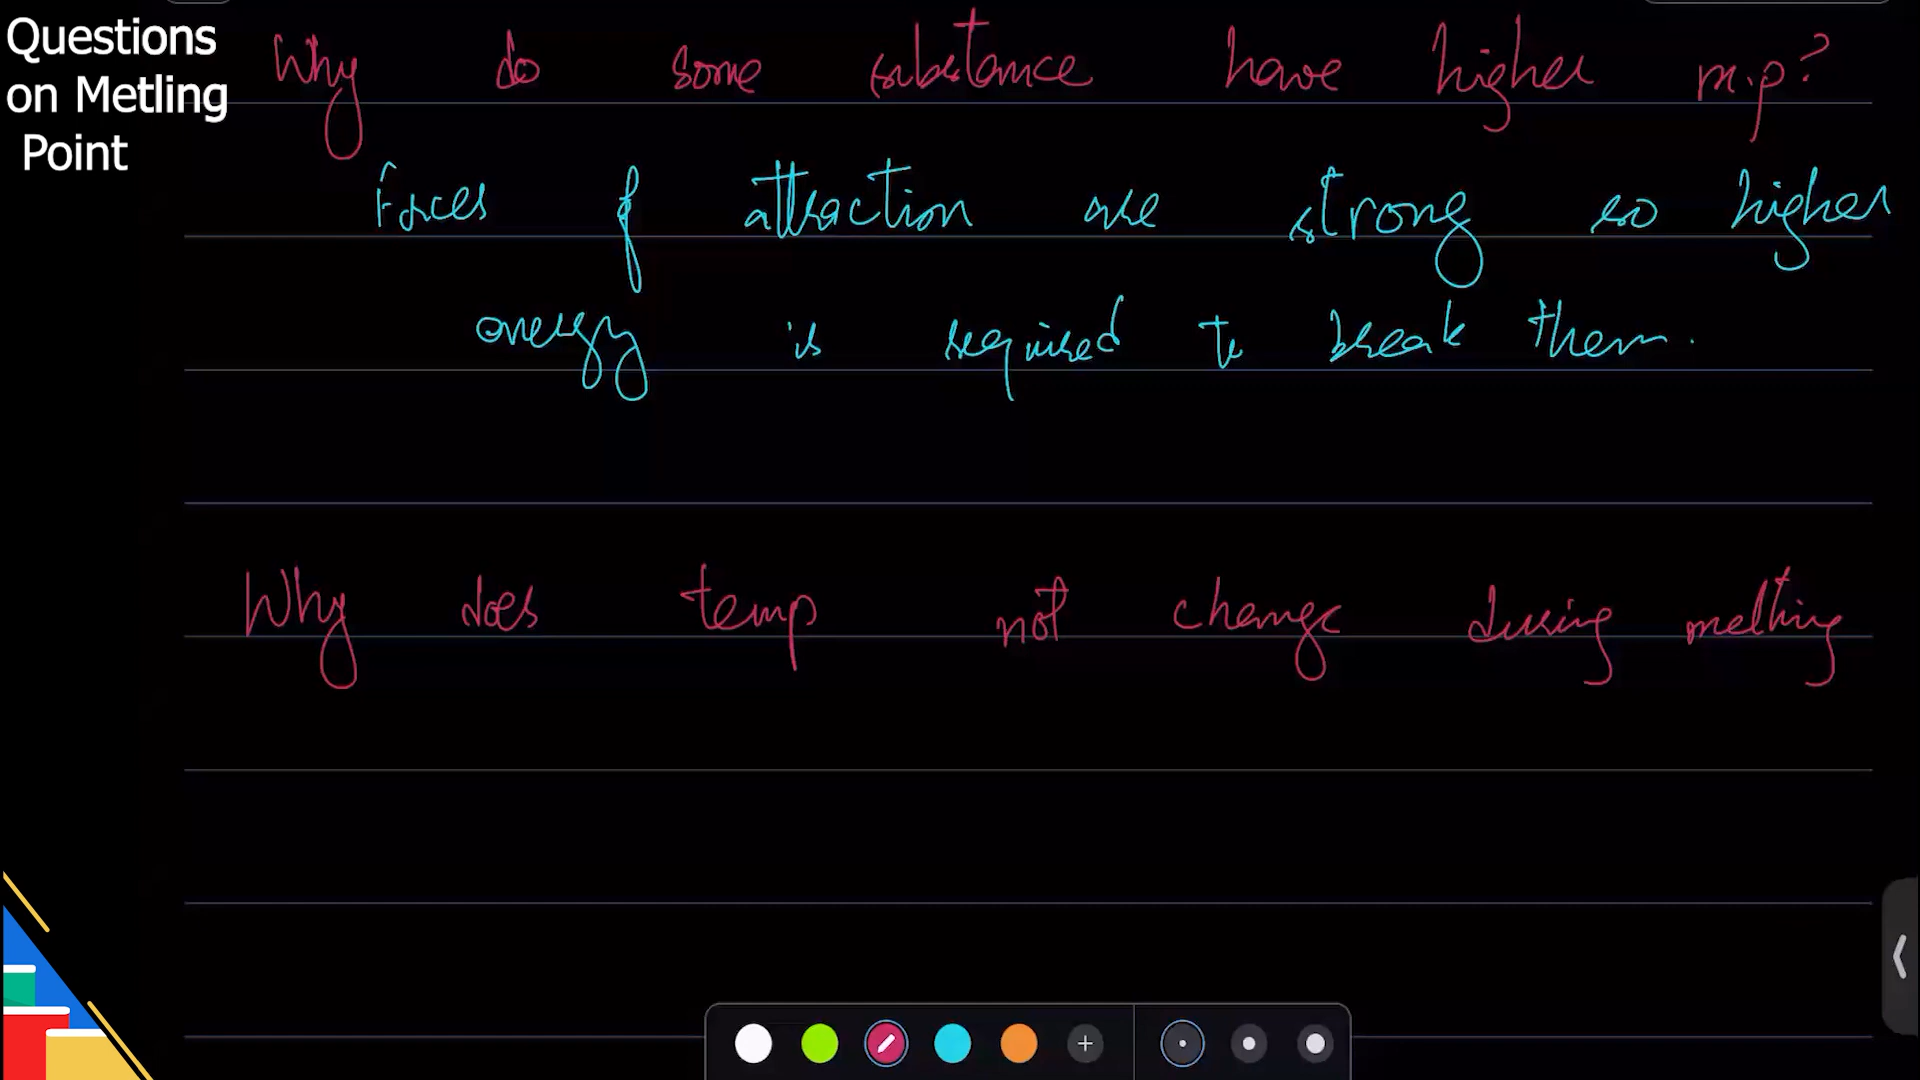 Questions
on Metling
Point
Why do some substance have higher m.p?
Forces of attraction are strong so higher
energy is required to break them.
Why does temp not change during melting